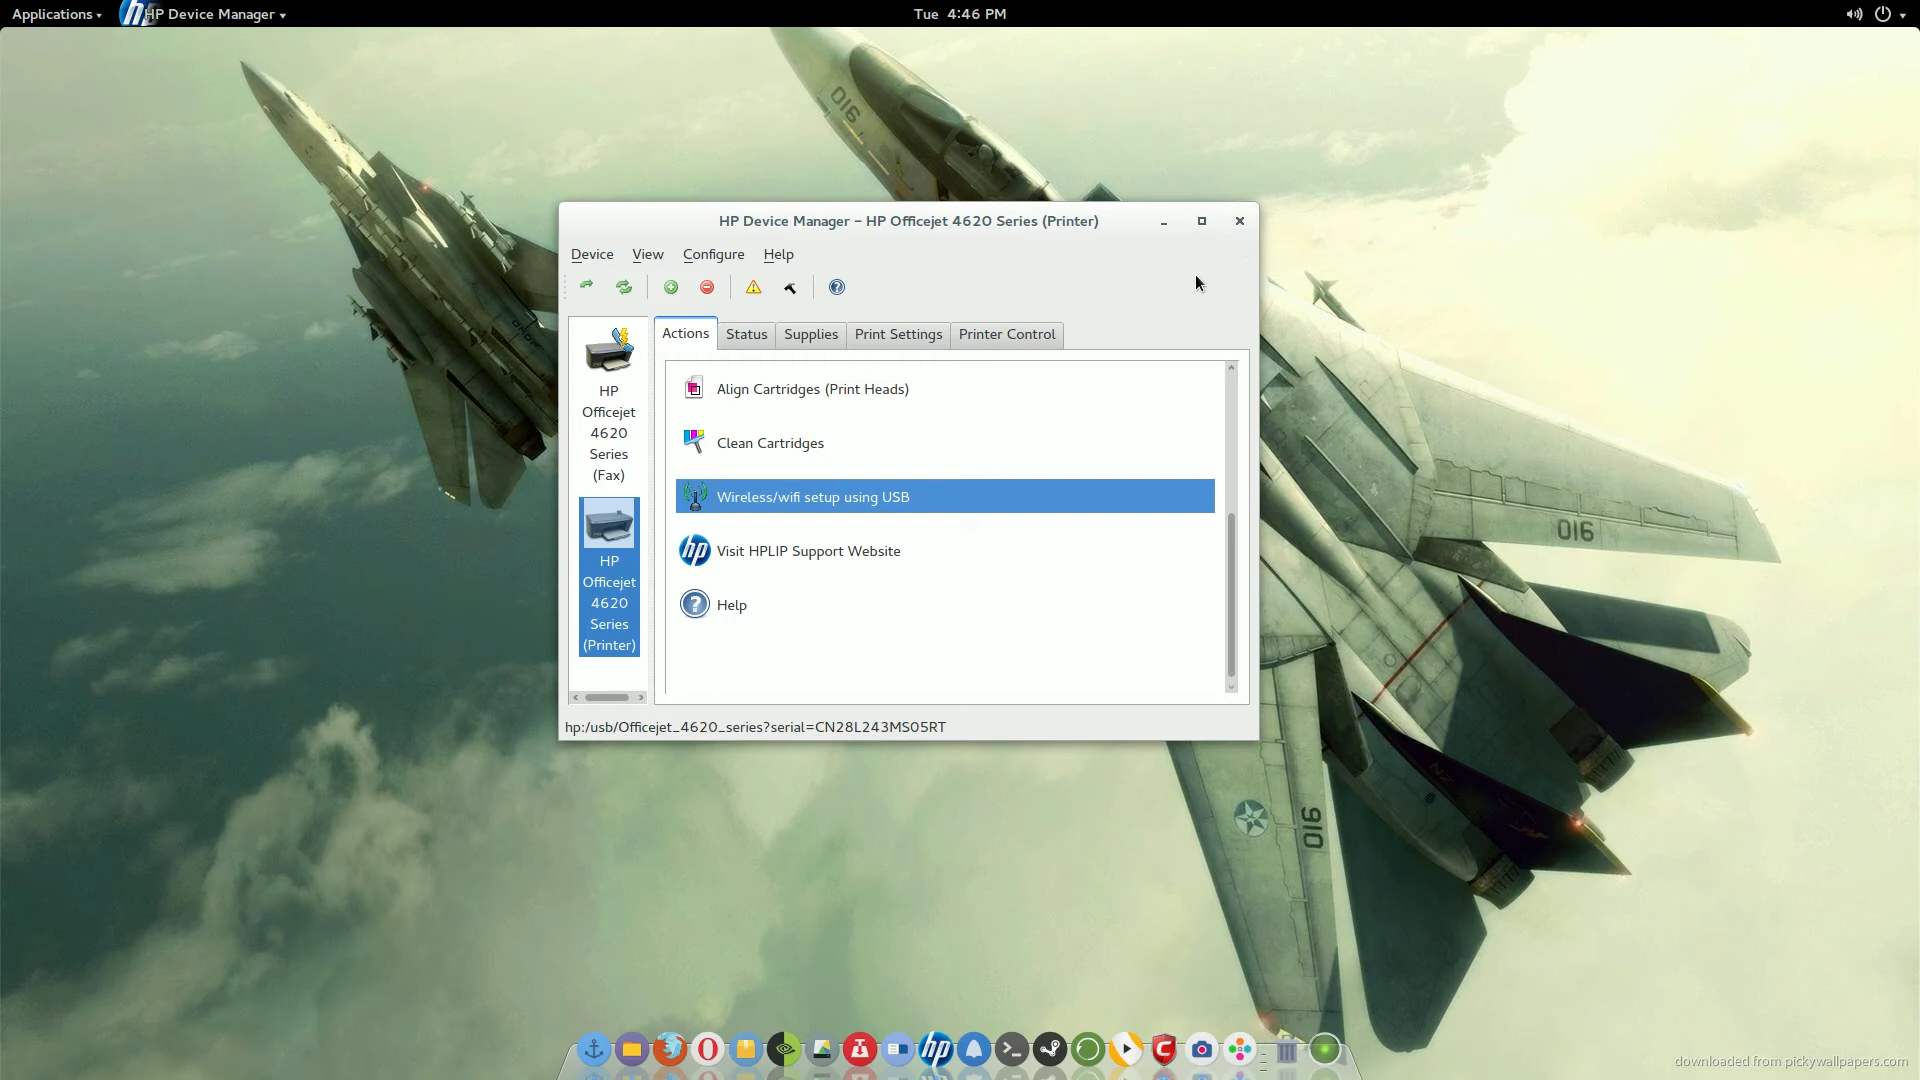 Applications
HP Device Manager
Tue 4:46 PM
016
HP Device Manager – HP Officejet 4620 Series (Printer)
Device View Configure Help
Actions Status Supplies Print Settings Printer Control
HP
Officejet
4620
Series
(Fax)
HP
Officejet
4620
Series
(Printer)
Align Cartridges (Print Heads)
Clean Cartridges
Wireless/wifi setup using USB
hp Visit HPLIP Support Website
? Help
hp:/usb/Officejet_4620_series?serial=CN28L243MS05RT
016
016
hp
downloaded from pickywallpapers.com